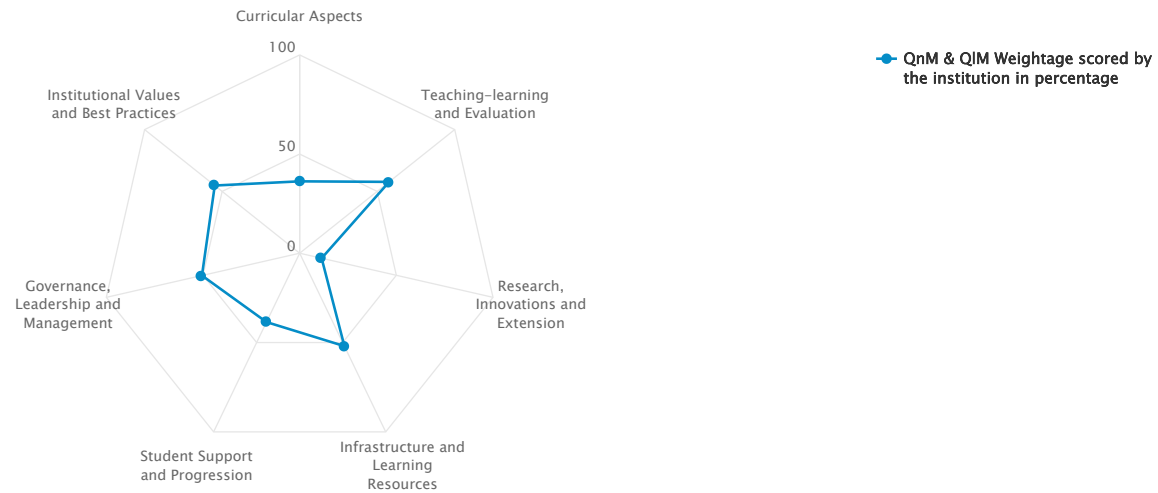 Curricular Aspects
100
50
0
Teaching-learning
and Evaluation
Research,
Innovations and
Extension
Infrastructure and
Learning
Resources
Student Support
and Progression
Governance,
Leadership and
Management
Institutional Values
and Best Practices
QnM & QlM Weightage scored by
the institution in percentage